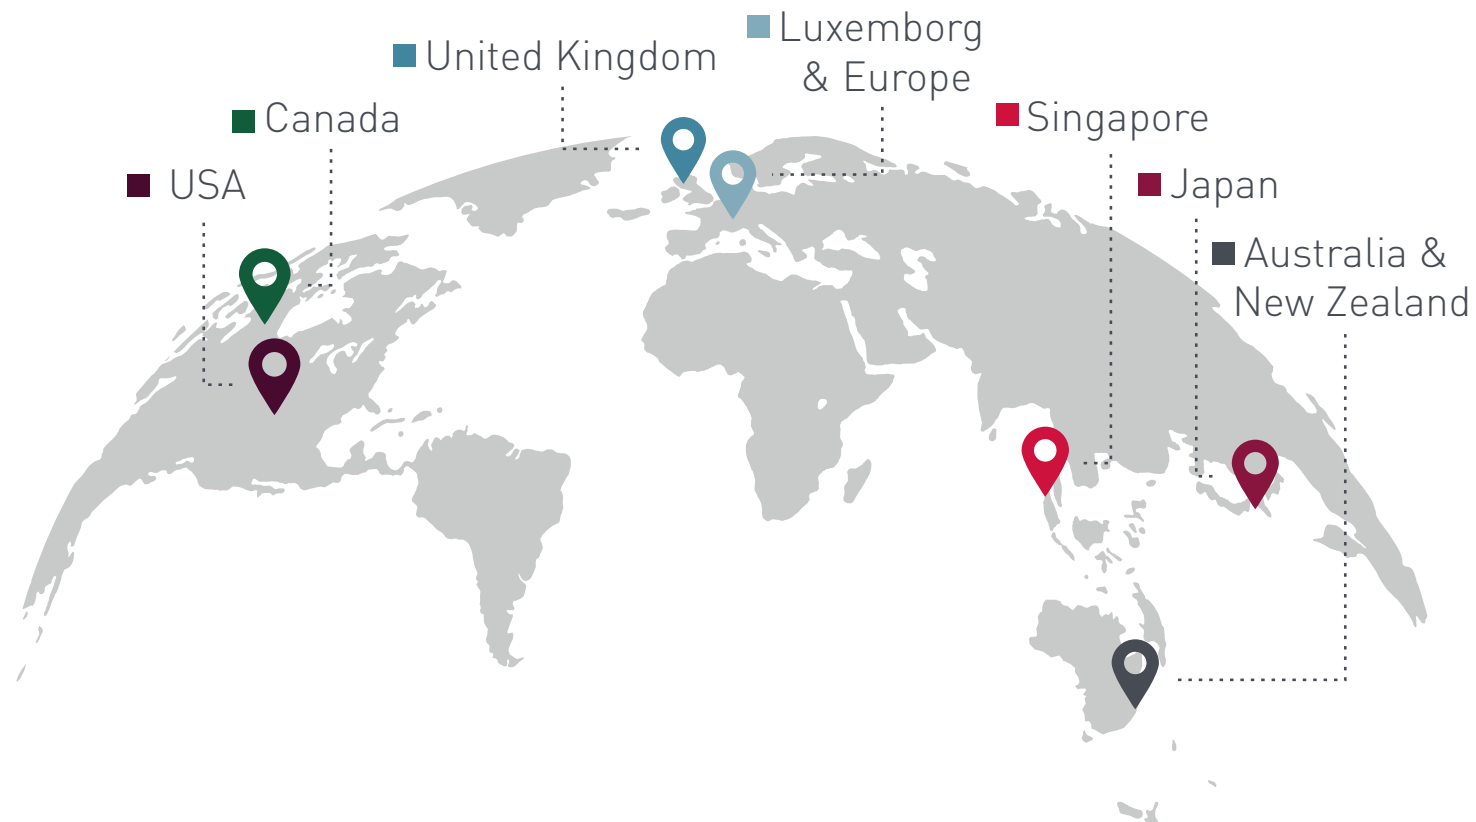 United Kingdom
Luxemborg
& Europe
Canada
Singapore
USA
Japan
Australia &
New Zealand